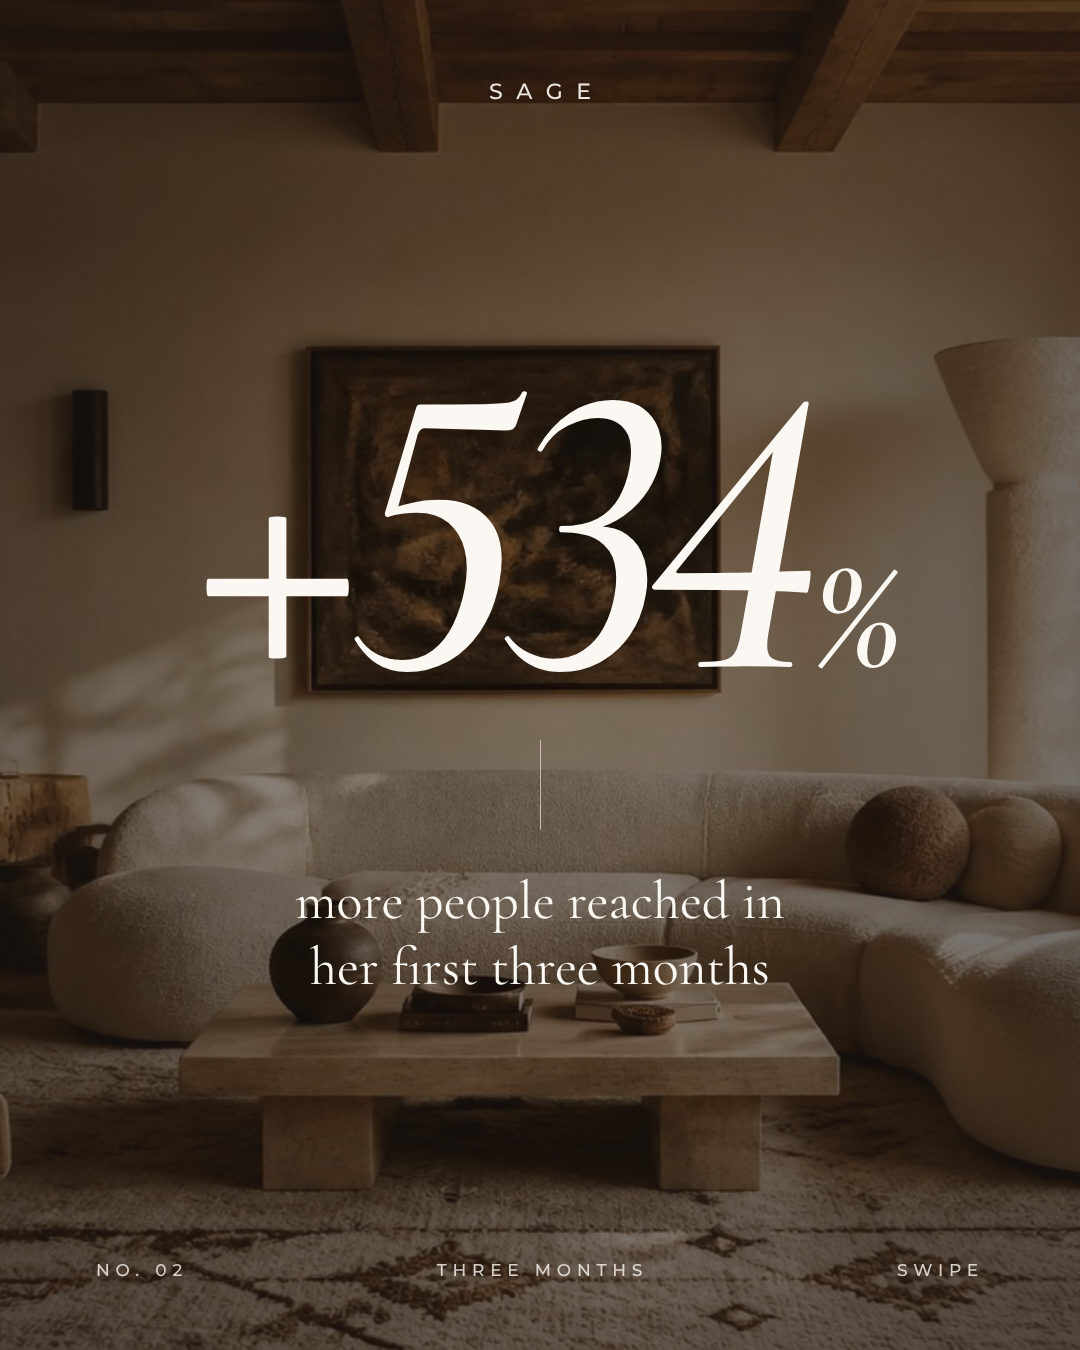 SAGE
+534%
more people reached in
her first three months
NO. 02
THREE MONTHS
SWIPE